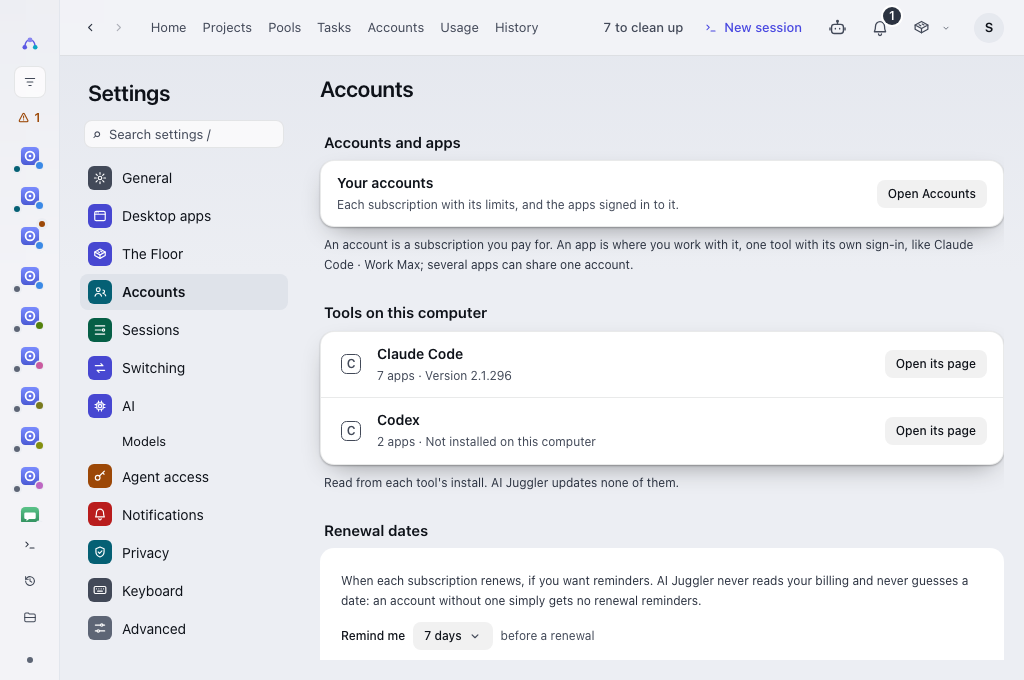 Home Projects Pools Tasks Accounts Usage History 7 to clean up New session 1 S
1
Settings
Search settings /
General
Desktop apps
The Floor
Accounts
Sessions
Switching
AI
Models
Agent access
Notifications
Privacy
Keyboard
Advanced
Accounts
Accounts and apps
Your accounts
Each subscription with its limits, and the apps signed in to it.
Open Accounts
An account is a subscription you pay for. An app is where you work with it, one tool with its own sign-in, like Claude
Code · Work Max; several apps can share one account.
Tools on this computer
C
Claude Code
7 apps · Version 2.1.296
Open its page
C
Codex
2 apps · Not installed on this computer
Open its page
Read from each tool's install. AI Juggler updates none of them.
Renewal dates
When each subscription renews, if you want reminders. AI Juggler never reads your billing and never guesses a
date: an account without one simply gets no renewal reminders.
Remind me 7 days before a renewal